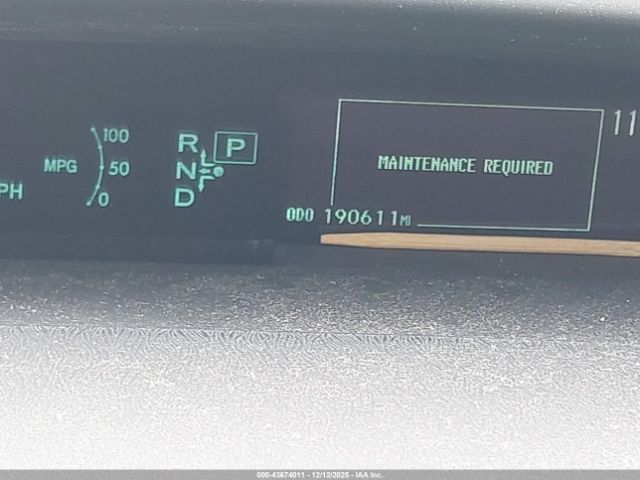 100
MPG 50
0
PH
R P
N
D
11
MAINTENANCE REQUIRED
ODO 190611 MI
000-43674011 - 12/12/2025 - IAA Inc.